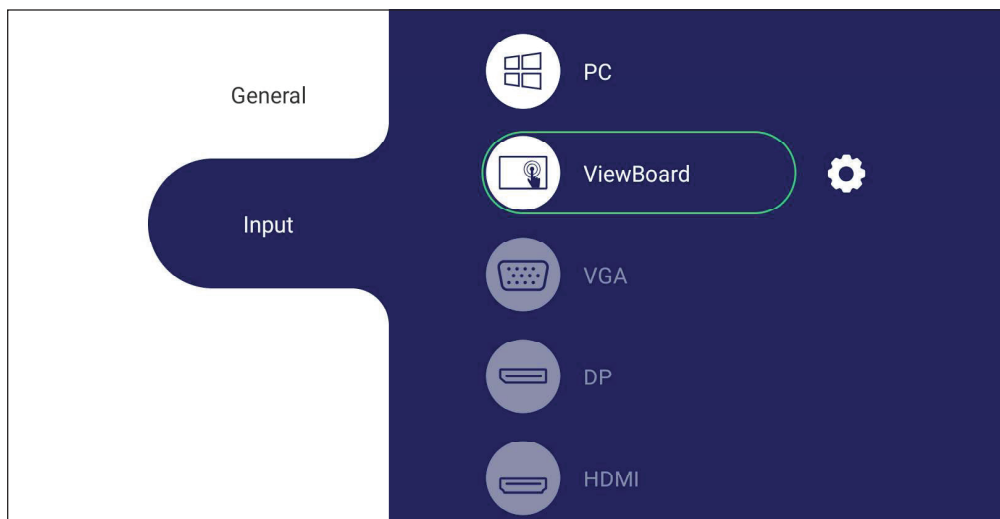 General
Input
PC
ViewBoard
VGA
DP
HDMI